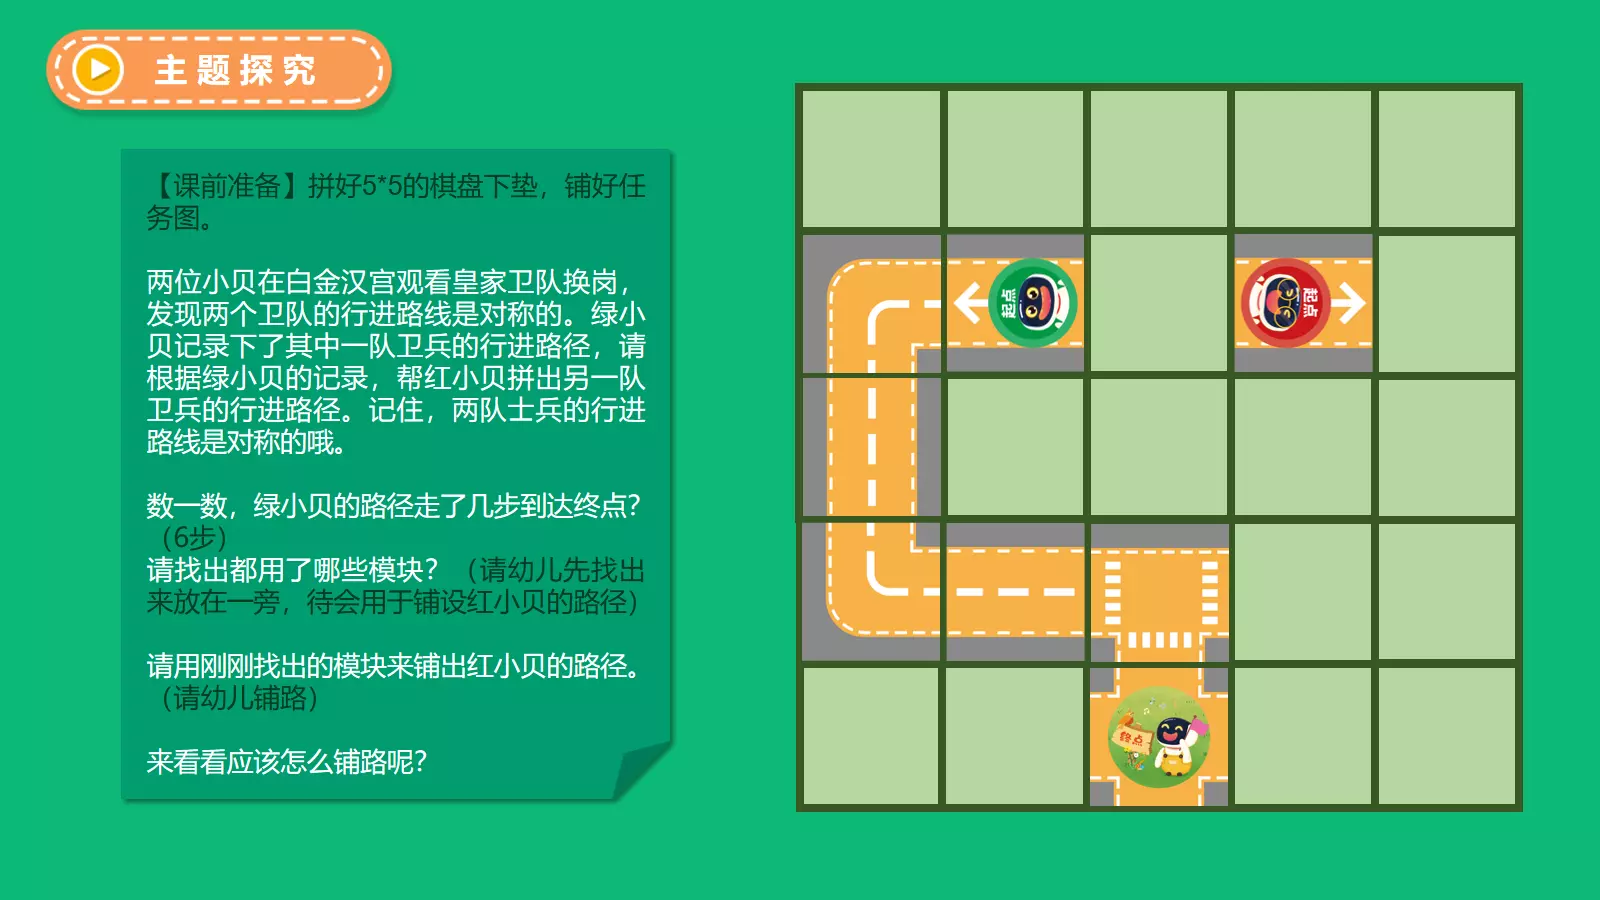 主题探究
【课前准备】拼好5*5的棋盘下垫，铺好任
务图。
两位小贝在白金汉宫观看皇家卫队换岗，
发现两个卫队的行进路线是对称的。绿小
贝记录下了其中一队卫兵的行进路径，请
根据绿小贝的记录，帮红小贝拼出另一队
卫兵的行进路径。记住，两队士兵的行进
路线是对称的哦。
数一数，绿小贝的路径走了几步到达终点？
（6步）
请找出都用了哪些模块？（请幼儿先找出
来放在一旁，待会用于铺设红小贝的路径）
请用刚刚找出的模块来铺出红小贝的路径。
（请幼儿铺路）
来看看应该怎么铺路呢？
起点
起点
终点